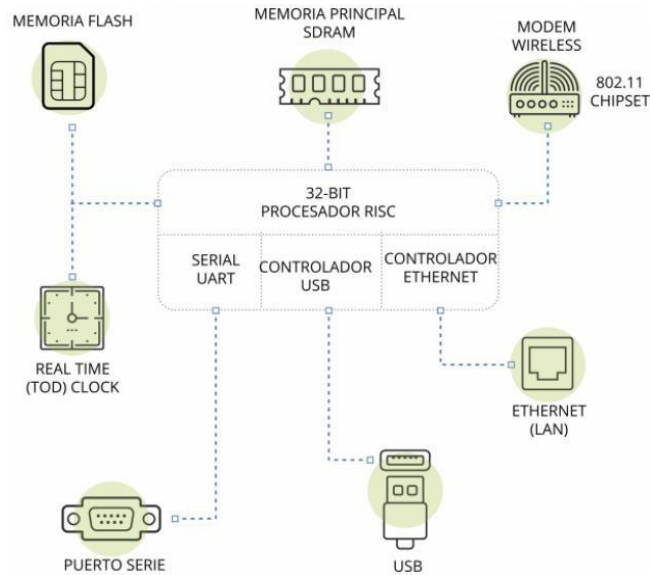 MEMORIA FLASH
MEMORIA PRINCIPAL
SDRAM
MODEM
WIRELESS
802.11
CHIPSET
32-BIT
PROCESADOR RISC
SERIAL
UART
CONTROLADOR
USB
CONTROLADOR
ETHERNET
REAL TIME
(TOD) CLOCK
ETHERNET
(LAN)
PUERTO SERIE
USB